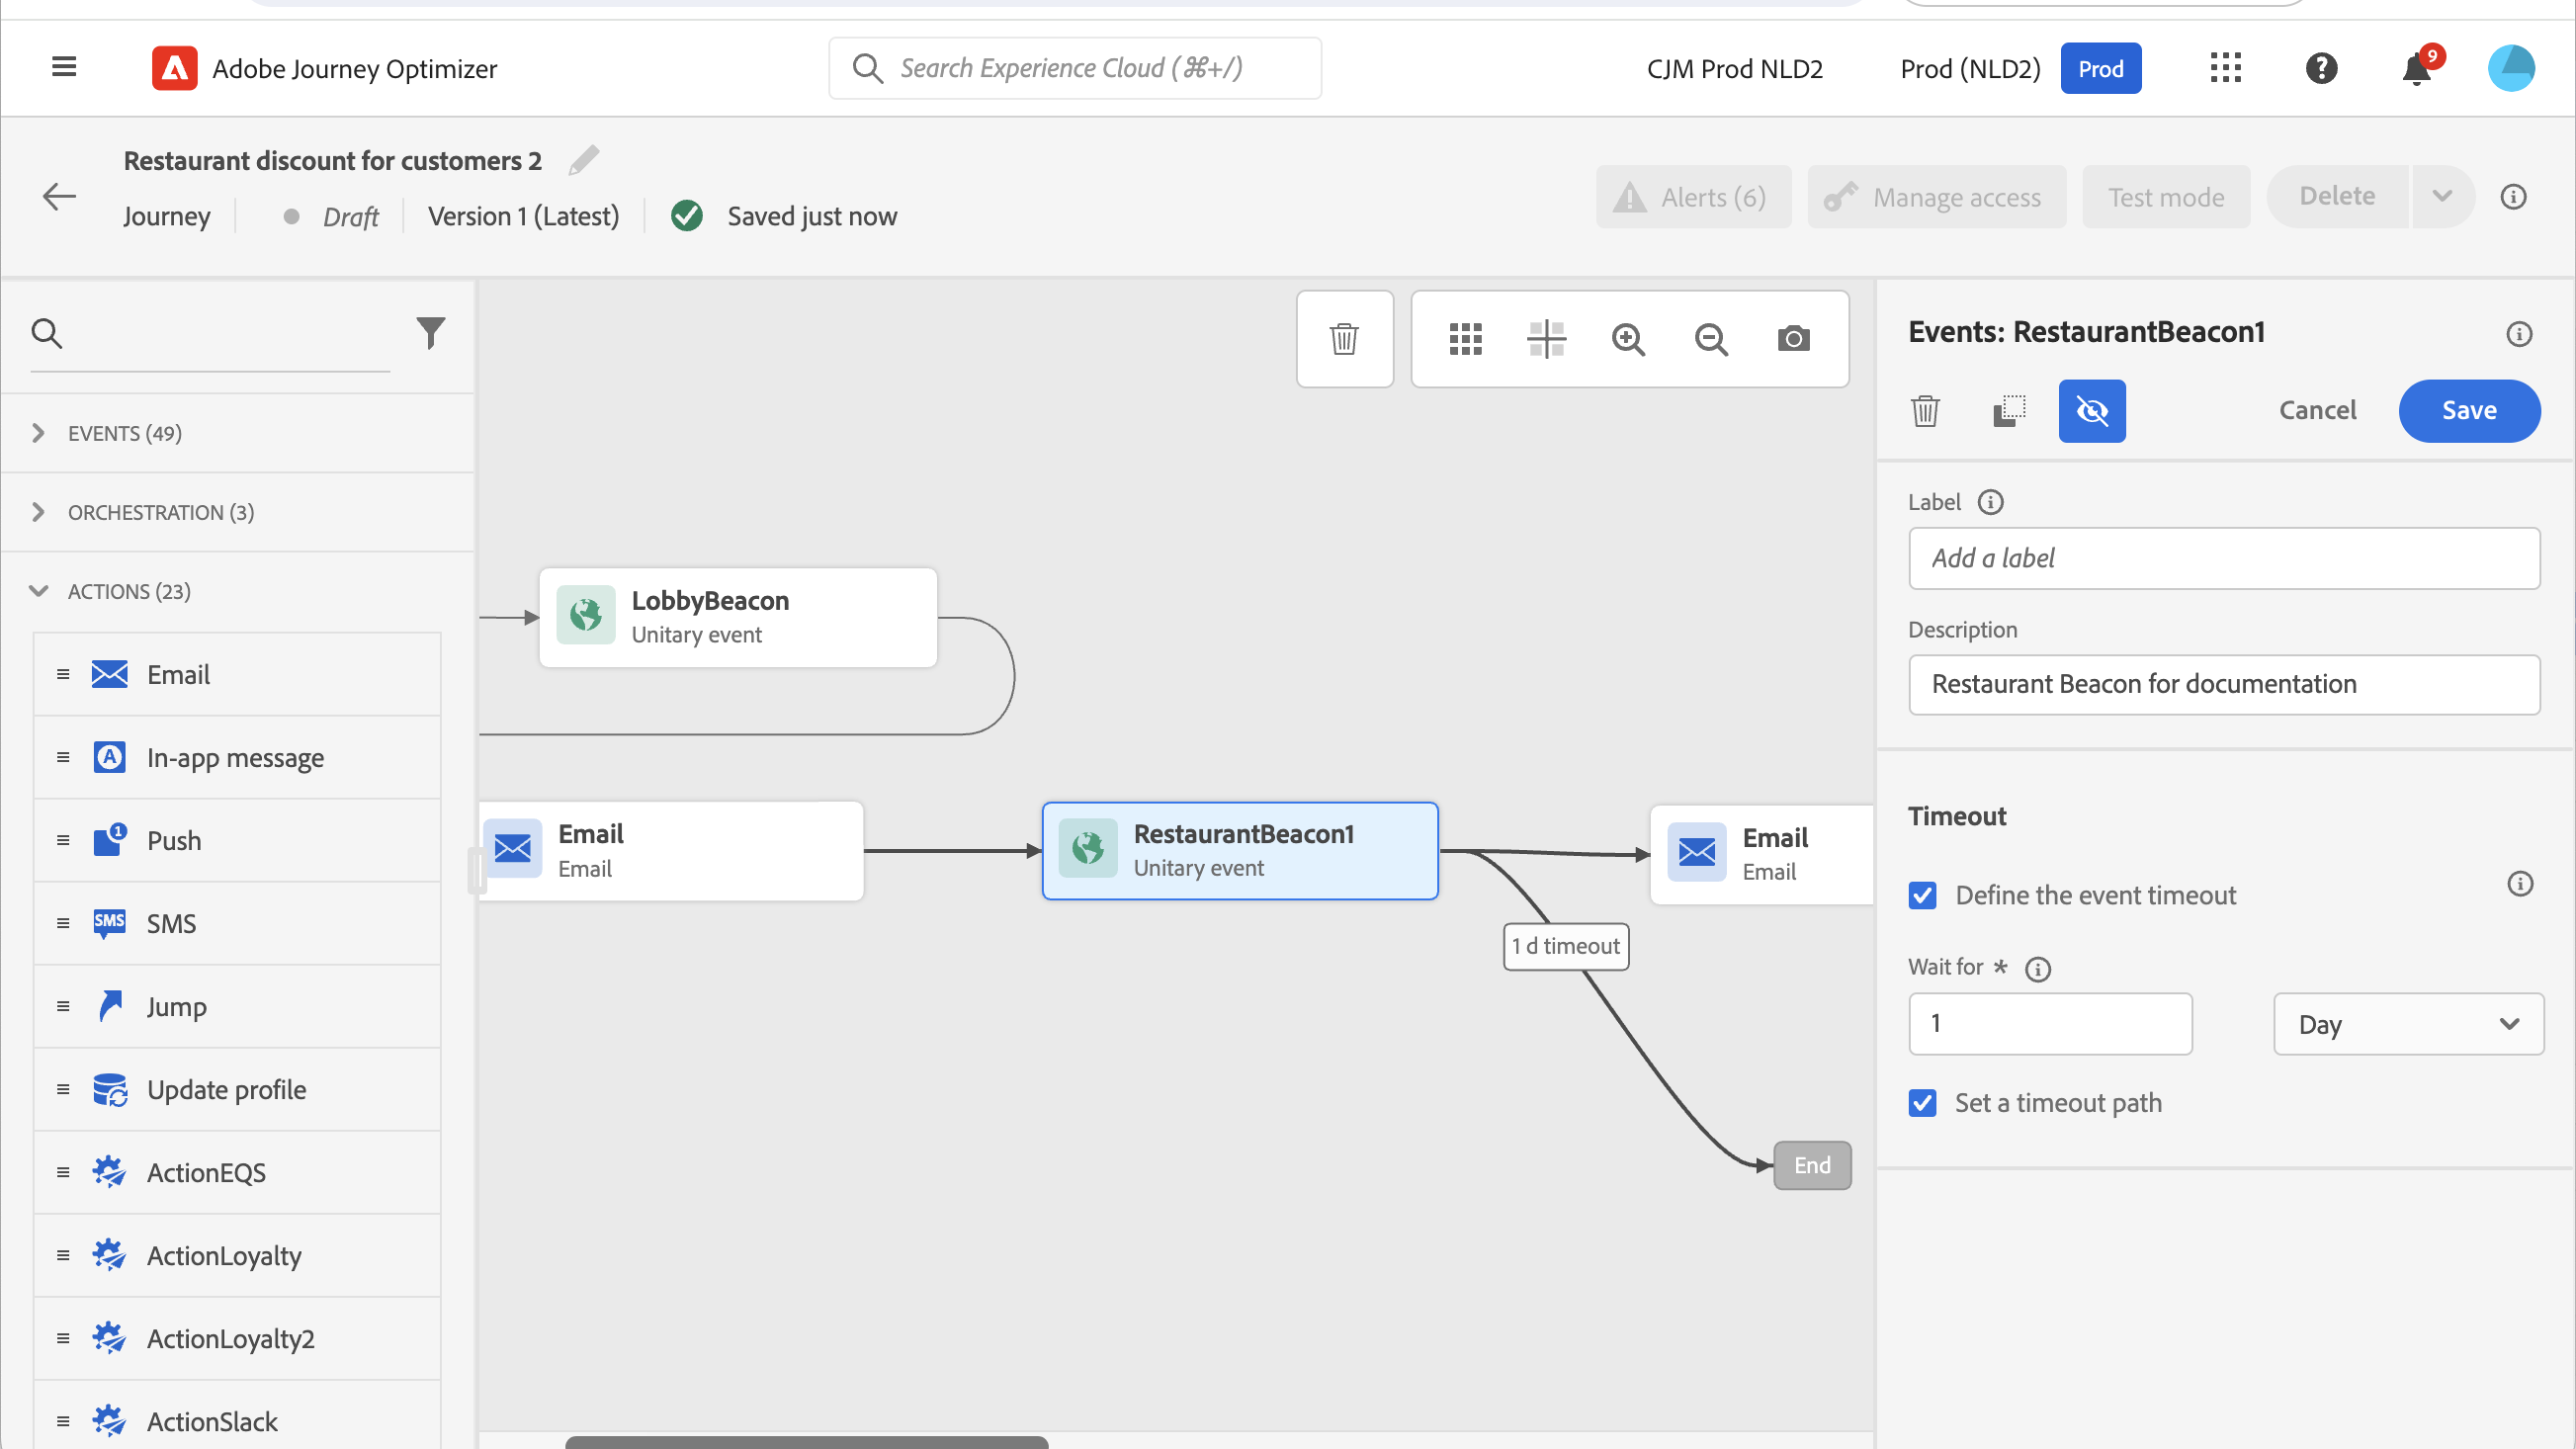 Adobe Journey Optimizer
Search Experience Cloud (⌘+/)
CJM Prod NLD2
Prod (NLD2)
Prod
9
Restaurant discount for customers 2
Journey
Draft
Version 1 (Latest)
Saved just now
Alerts (6)
Manage access
Test mode
Delete
EVENTS (49)
ORCHESTRATION (3)
ACTIONS (23)
Email
In-app message
Push
SMS
SMS
Jump
Update profile
ActionEQS
ActionLoyalty
ActionLoyalty2
ActionSlack
LobbyBeacon
Unitary event
Email
Email
RestaurantBeacon1
Unitary event
Email
Email
1 d timeout
End
Events: RestaurantBeacon1
Cancel
Save
Label
Add a label
Description
Restaurant Beacon for documentation
Timeout
Define the event timeout
Wait for *
1
Day
Set a timeout path